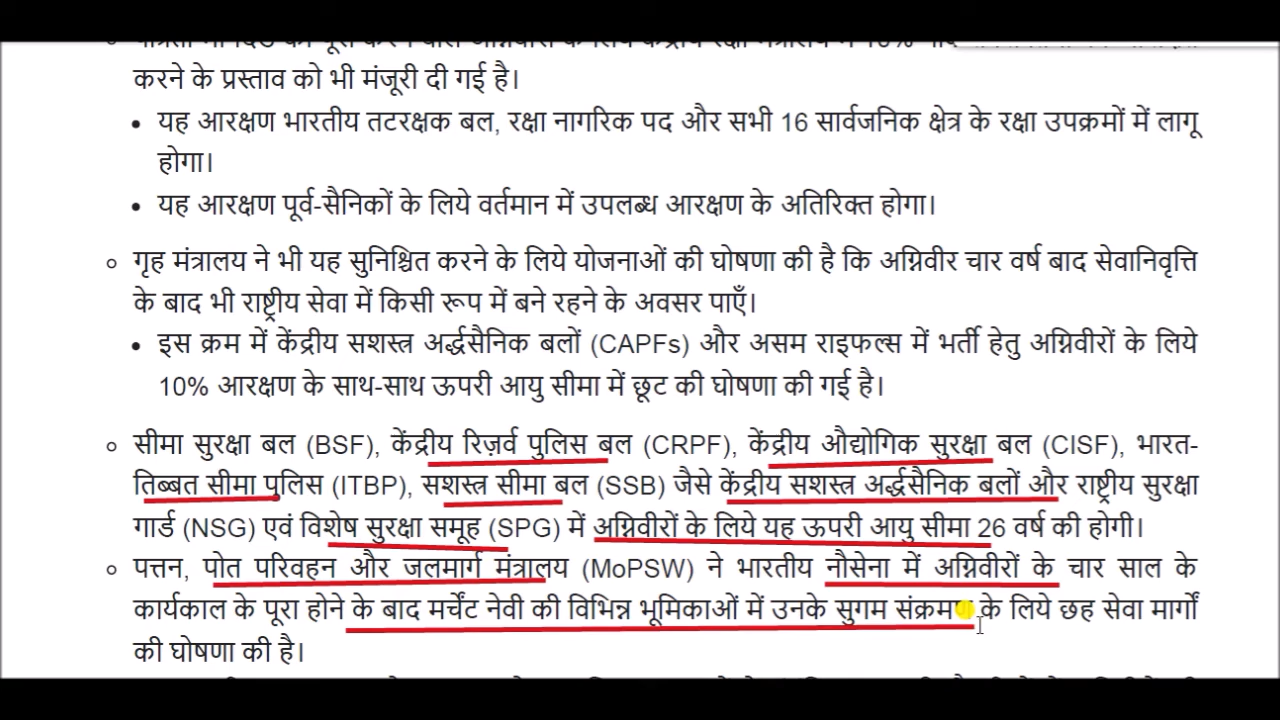 करने के प्रस्ताव को भी मंजूरी दी गई है।
• यह आरक्षण भारतीय तटरक्षक बल, रक्षा नागरिक पद और सभी 16 सार्वजनिक क्षेत्र के रक्षा उपक्रमों में लागू
होगा।
• यह आरक्षण पूर्व-सैनिकों के लिये वर्तमान में उपलब्ध आरक्षण के अतिरिक्त होगा।
○ गृह मंत्रालय ने भी यह सुनिश्चित करने के लिये योजनाओं की घोषणा की है कि अग्निवीर चार वर्ष बाद सेवानिवृत्ति
के बाद भी राष्ट्रीय सेवा में किसी रूप में बने रहने के अवसर पाएँ।
• इस क्रम में केंद्रीय सशस्त्र अर्द्धसैनिक बलों (CAPFs) और असम राइफल्स में भर्ती हेतु अग्निवीरों के लिये
10% आरक्षण के साथ-साथ ऊपरी आयु सीमा में छूट की घोषणा की गई है।
○ सीमा सुरक्षा बल (BSF), केंद्रीय रिज़र्व पुलिस बल (CRPF), केंद्रीय औद्योगिक सुरक्षा बल (CISF), भारत-
तिब्बत सीमा पुलिस (ITBP), सशस्त्र सीमा बल (SSB) जैसे केंद्रीय सशस्त्र अर्द्धसैनिक बलों और राष्ट्रीय सुरक्षा
गार्ड (NSG) एवं विशेष सुरक्षा समूह (SPG) में अग्निवीरों के लिये यह ऊपरी आयु सीमा 26 वर्ष की होगी।
○ पत्तन, पोत परिवहन और जलमार्ग मंत्रालय (MoPSW) ने भारतीय नौसेना में अग्निवीरों के चार साल के
कार्यकाल के पूरा होने के बाद मर्चेंट नेवी की विभिन्न भूमिकाओं में उनके सुगम संक्रमण के लिये छह सेवा मार्गों
की घोषणा की है।